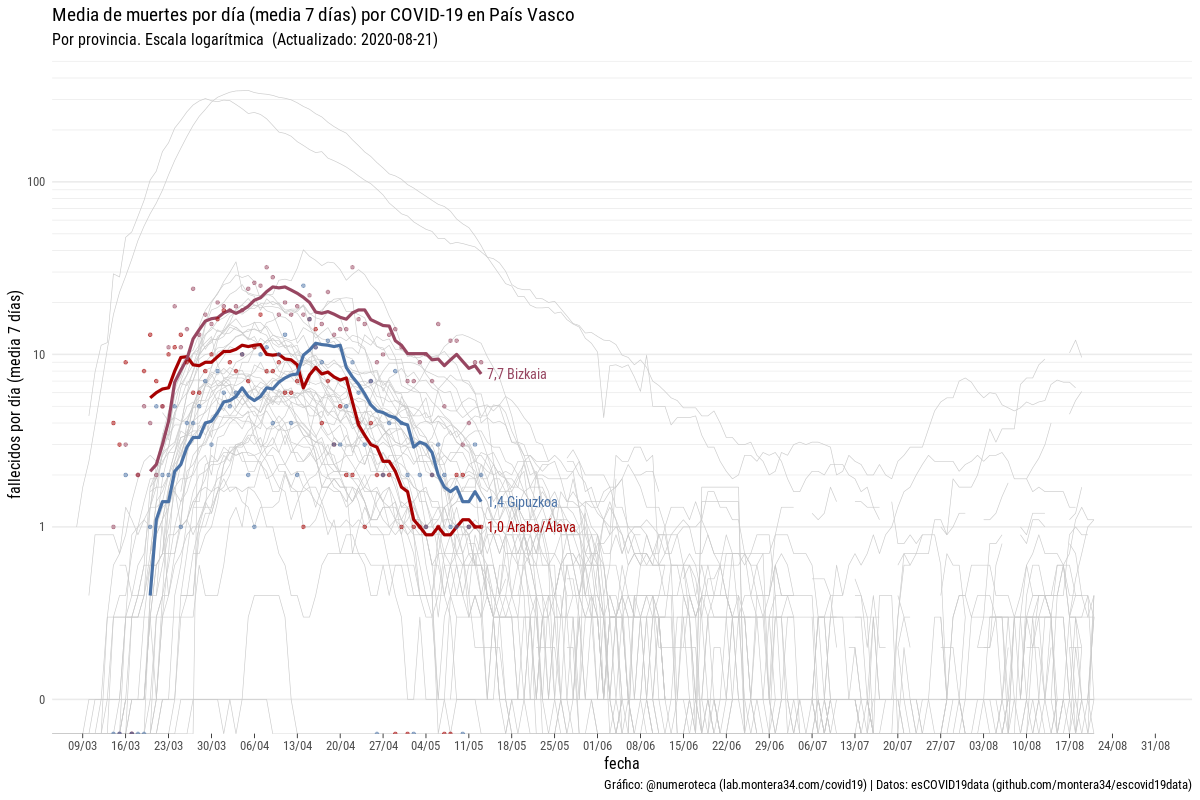 Media de muertes por día (media 7 días) por COVID-19 en País Vasco
Por provincia. Escala logarítmica  (Actualizado: 2020-08-21)
fallecidos por día (media 7 días)
100
10
1
0
7,7 Bizkaia
1,4 Gipuzkoa
1,0 Araba/Álava
09/03 16/03 23/03 30/03 06/04 13/04 20/04 27/04 04/05 11/05 18/05 25/05 01/06 08/06 15/06 22/06 29/06 06/07 13/07 20/07 27/07 03/08 10/08 17/08 24/08 31/08
fecha
Gráfico: @numeroteca (lab.montera34.com/covid19) | Datos: esCOVID19data (github.com/montera34/escovid19data)